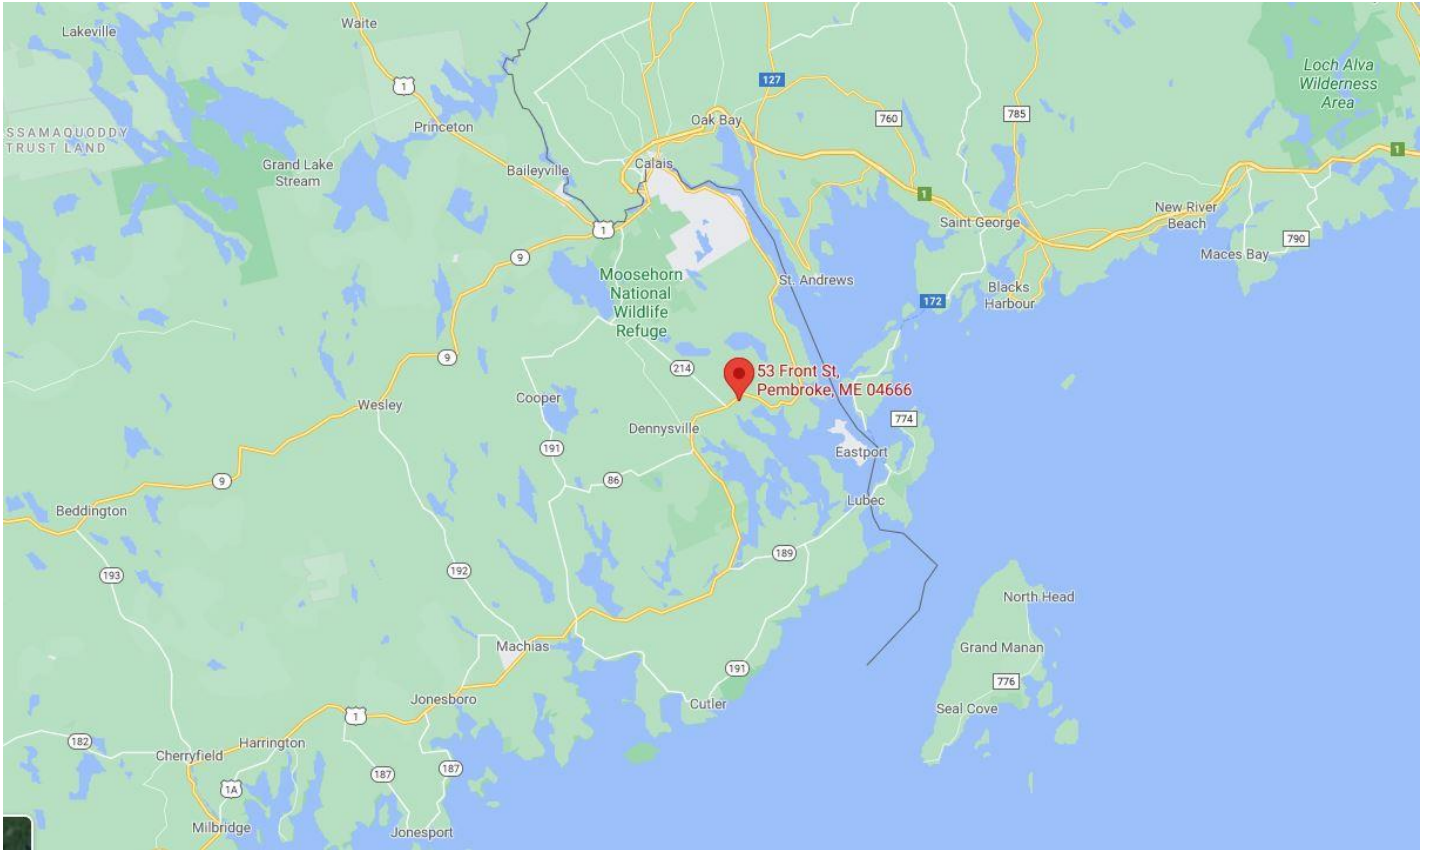 Waite
Lakeville
Loch Alva
Wilderness
Area
127
1
785
760
Oak Bay
Princeton
SSAMAQUODDY
TRUST LAND
1
Grand Lake
Stream
Baileyville
Calais
1
New River
Beach
Saint George
1
790
Maces Bay
9
Moosehorn
National
Wildlife
Refuge
St. Andrews
Blacks
Harbour
172
9
214
53 Front St,
Pembroke, ME 04666
Cooper
Wesley
774
Dennysville
191
Eastport
86
9
Lubec
Beddington
189
193
192
North Head
Machias
Grand Manan
191
776
Jonesboro
Cutler
Seal Cove
1
182
Harrington
Cherryfield
187
187
1A
Milbridge
Jonesport